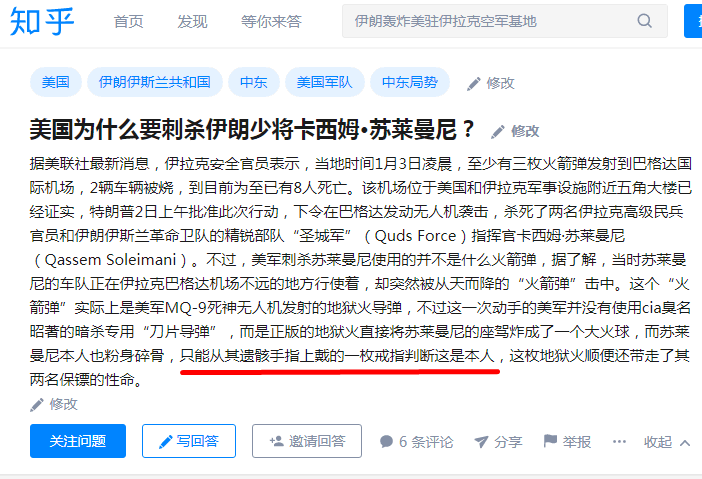 知乎 首页 发现 等你来答 伊朗轰炸美驻伊拉克空军基地
美国 伊朗伊斯兰共和国 中东 美国军队 中东局势 修改
美国为什么要刺杀伊朗少将卡西姆·苏莱曼尼？ 修改
据美联社最新消息，伊拉克安全官员表示，当地时间1月3日凌晨，至少有三枚火箭弹发射到巴格达国
际机场，2辆车辆被烧，到目前为至已有8人死亡。该机场位于美国和伊拉克军事设施附近五角大楼已
经证实，特朗普2日上午批准此次行动，下令在巴格达发动无人机袭击，杀死了两名伊拉克高级民兵
官员和伊朗伊斯兰革命卫队的精锐部队“圣城军”（Quds Force）指挥官卡西姆·苏莱曼尼
（Qassem Soleimani）。不过，美军刺杀苏莱曼尼使用的并不是什么火箭弹，据了解，当时苏莱曼
尼的车队正在伊拉克巴格达机场不远的地方行使着，却突然被从天而降的“火箭弹”击中。这个“火
箭弹”实际上是美军MQ-9死神无人机发射的地狱火导弹，不过这一次动手的美军并没有使用cia臭名
昭著的暗杀专用“刀片导弹”，而是正版的地狱火直接将苏莱曼尼的座驾炸成了一个大火球，而苏莱
曼尼本人也粉身碎骨，只能从其遗骸手指上戴的一枚戒指判断这是本人，这枚地狱火顺便还带走了其
两名保镖的性命。
修改
关注问题 写回答 邀请回答 6 条评论 分享 举报 ··· 收起